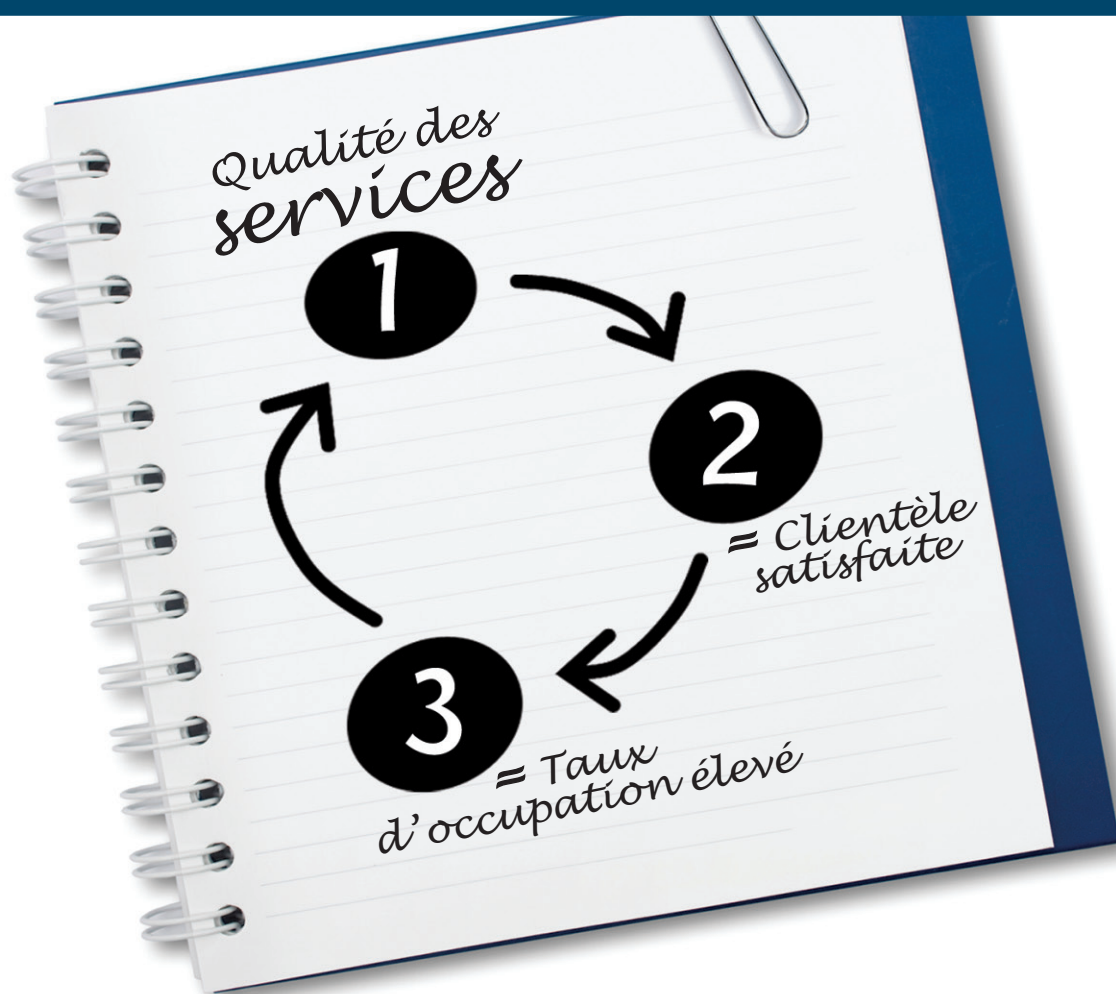 Qualité des
services
1
2
= Clientèle
satisfaite
3
= Taux
d'occupation élevé